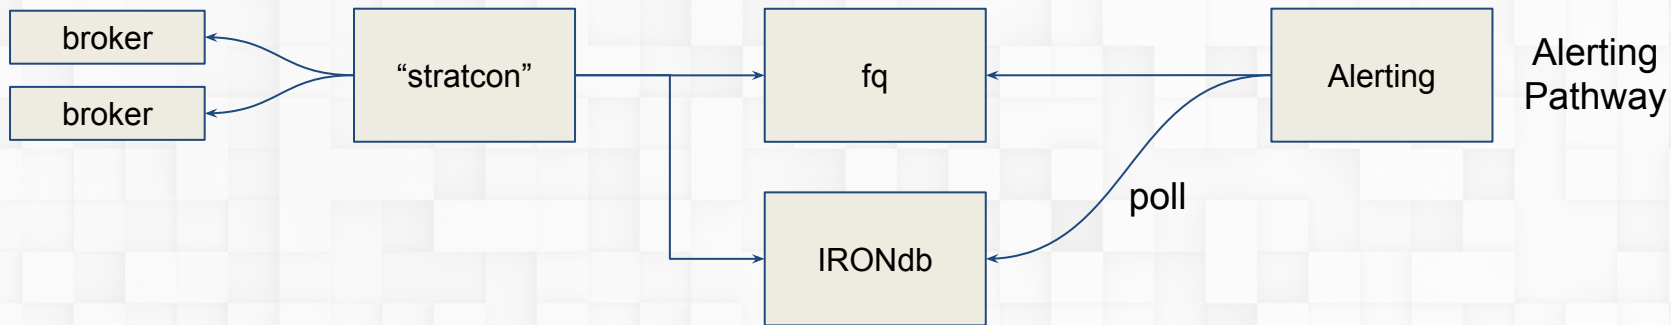 broker
broker
“stratcon”
fq
IRONdb
poll
Alerting
Alerting
Pathway